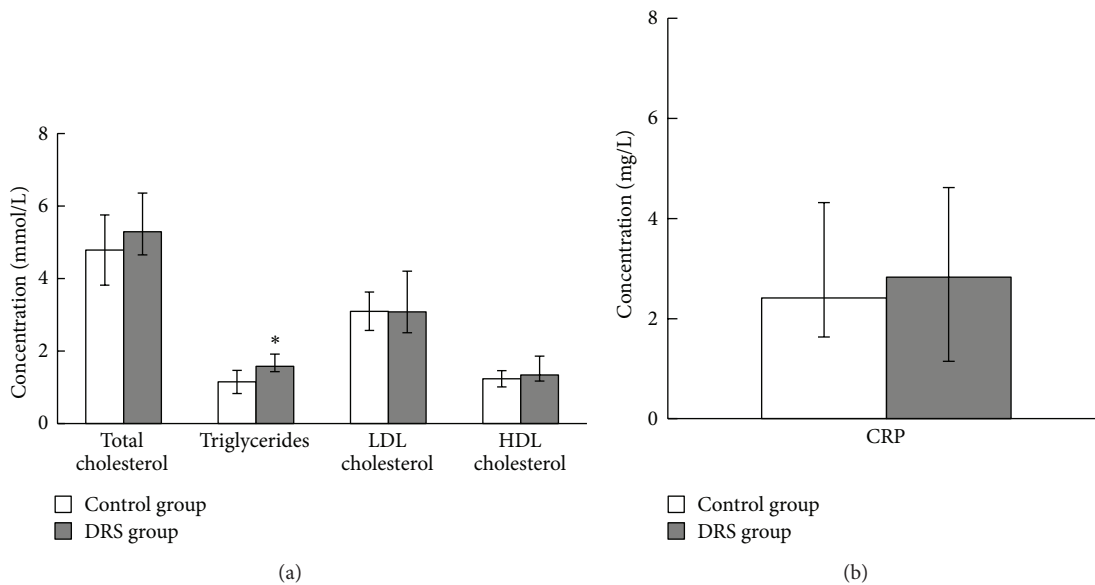 Concentration (mmol/L)
8
6
4
2
0
*
Total
cholesterol
Triglycerides
LDL
cholesterol
HDL
cholesterol
Control group
DRS group
(a)
Concentration (mg/L)
8
6
4
2
0
CRP
Control group
DRS group
(b)